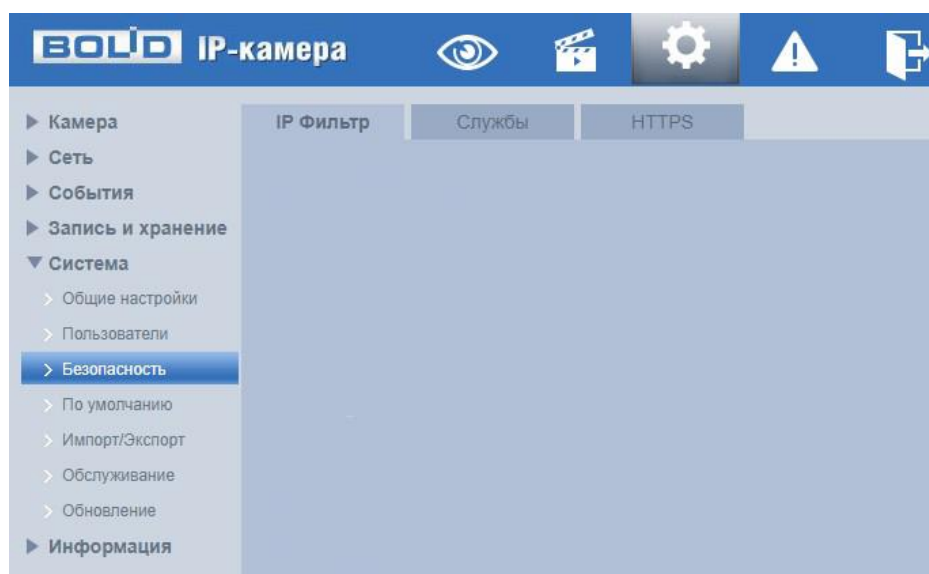 BOLID IP-камера
Камера
IP Фильтр Службы HTTPS
Сеть
События
Запись и хранение
Система
Общие настройки
Пользователи
Безопасность
По умолчанию
Импорт/Экспорт
Обслуживание
Обновление
Информация